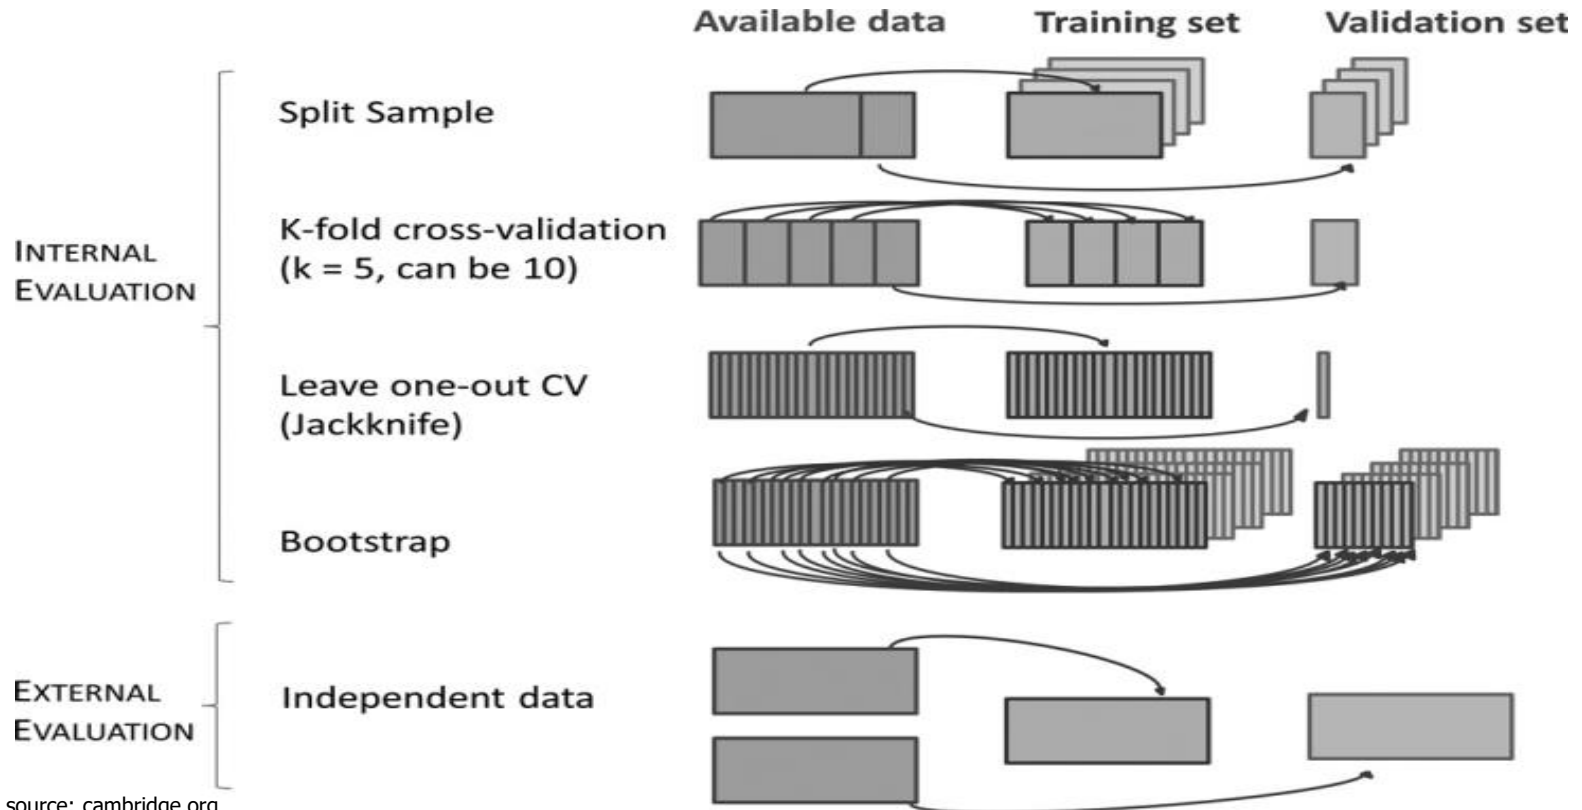 Available data
Training set
Validation set
Split Sample
K-fold cross-validation
(k = 5, can be 10)
INTERNAL
EVALUATION
Leave one-out CV
(Jackknife)
Bootstrap
EXTERNAL
EVALUATION
Independent data
source: cambridge.org